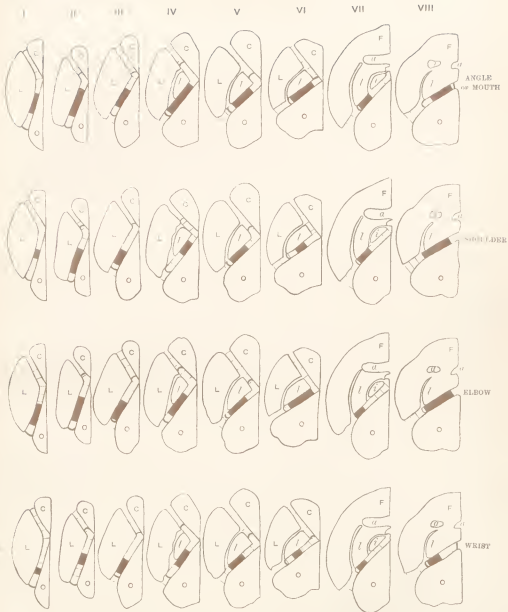 I II III IV V VI VII VIII
C C C C C C F F
a a
L L L L L L l l
l l l
O O O O O O O O
ANGLE
OF MOUTH
C C C C C C F F
a
L L L L L L l l
l l l
O O O O O O O O
SHOULDER
C C C C C C F F
a a
L L L L L L l l
l l l
O O O O O O O O
ELBOW
C C C C C C F F
a
L L L L L L l l
l l l
O O O O O O O O
WRIST